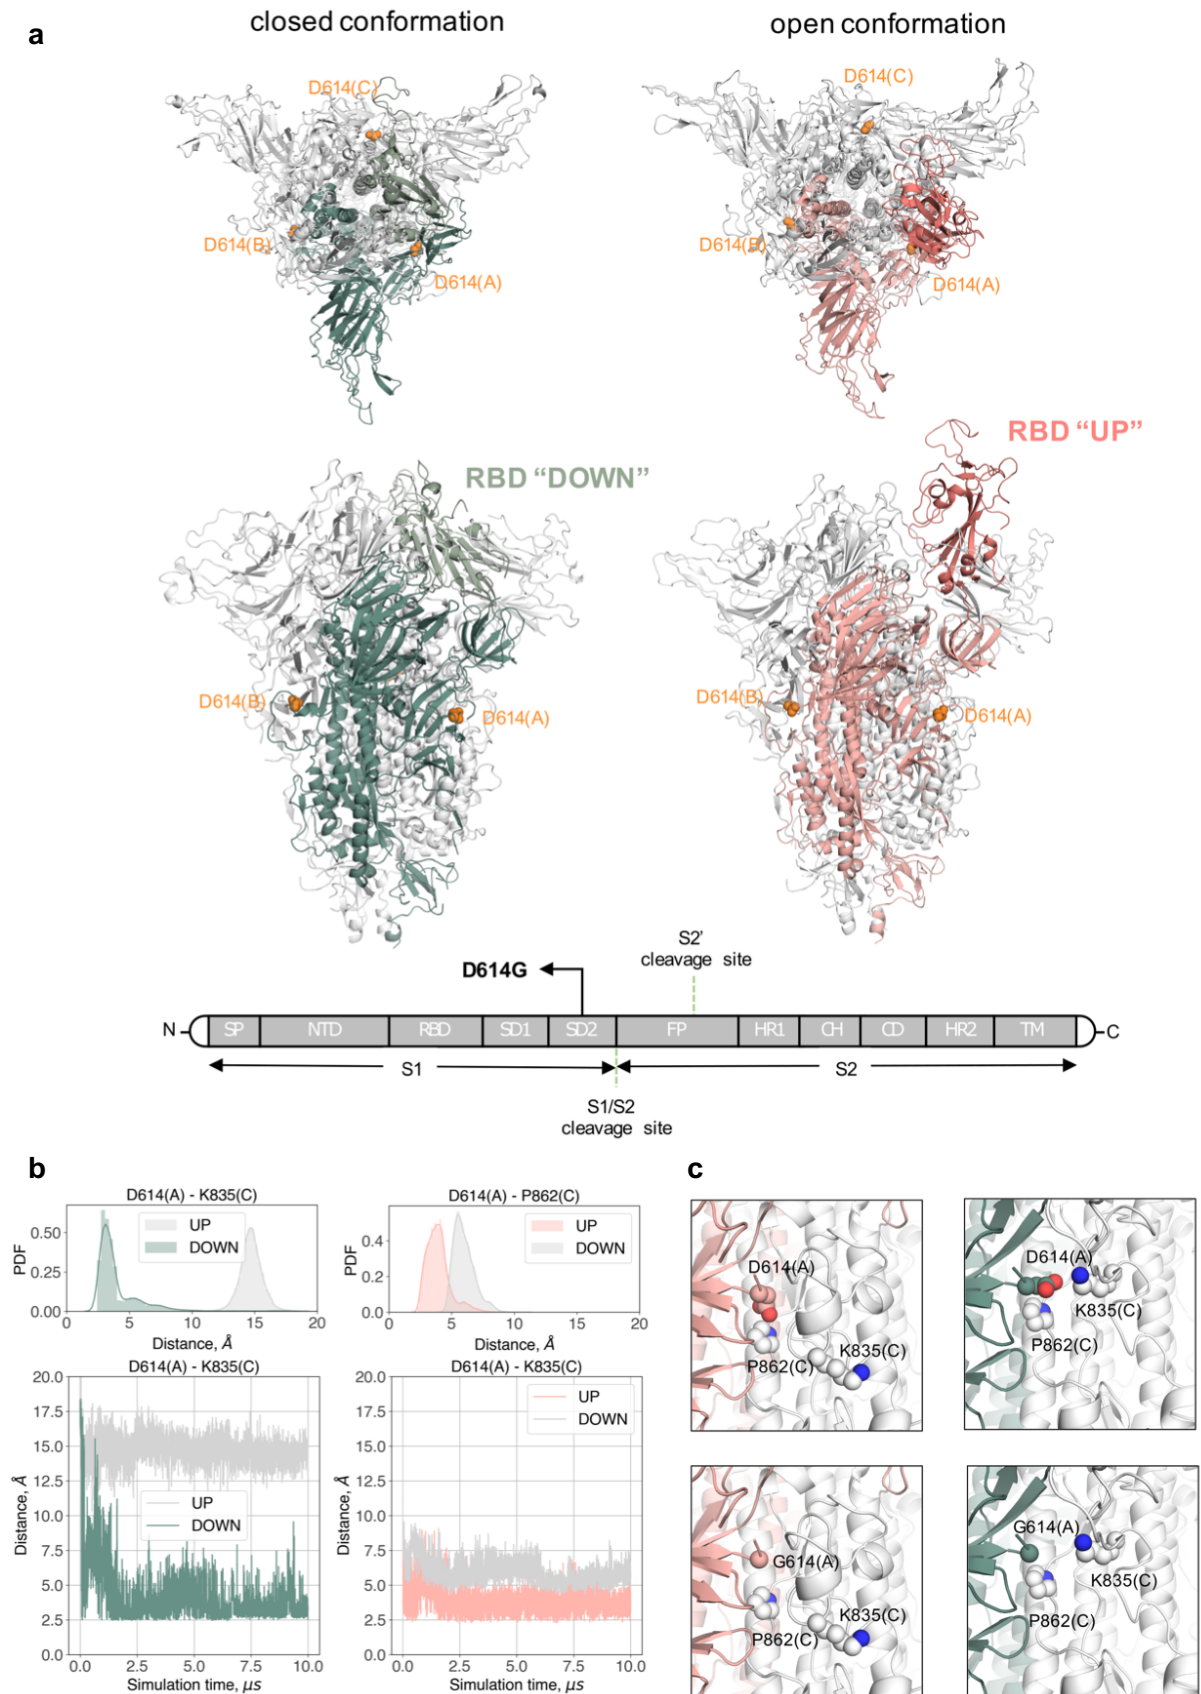 a
closed conformation
open conformation
D614(C)
D614(C)
D614(B)
D614(A)
D614(B)
D614(A)
RBD "UP"
RBD "DOWN"
D614(B)
D614(A)
D614(B)
D614(A)
S2'
cleavage site
D614G
N
SP
NTD
RBD
SD1
SD2
FP
HR1
CH
CD
HR2
TM
C
S1
S2
S1/S2
cleavage site
b
D614(A) - K835(C)
0.50
0.25
0.00
PDF
UP
DOWN
0
5
10
15
20
Distance, Å
D614(A) - P862(C)
0.4
0.2
0.0
PDF
UP
DOWN
0
5
10
15
20
Distance, Å
D614(A) - K835(C)
20.0
17.5
15.0
12.5
10.0
7.5
5.0
2.5
0.0
Distance, Å
UP
DOWN
0.0
2.5
5.0
7.5
10.0
Simulation time, μs
D614(A) - K835(C)
20.0
17.5
15.0
12.5
10.0
7.5
5.0
2.5
0.0
Distance, Å
UP
DOWN
0.0
2.5
5.0
7.5
10.0
Simulation time, μs
c
D614(A)
P862(C)
K835(C)
D614(A)
K835(C)
P862(C)
G614(A)
P862(C)
K835(C)
G614(A)
K835(C)
P862(C)